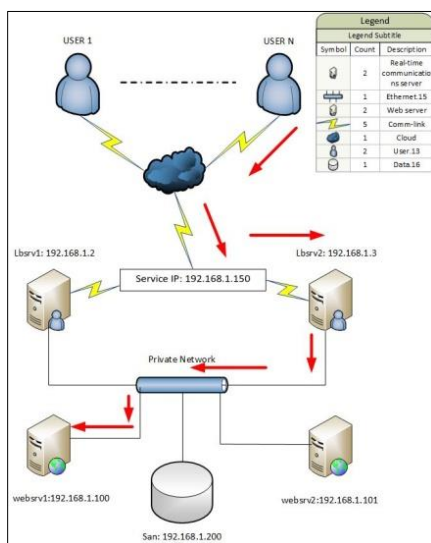 USER 1
USER N
Legend
Legend Subtitle
Symbol Count Description
2 Real-time
communicatio
ns server
1 Ethernet.15
2 Web server
5 Comm-link
1 Cloud
2 User.13
1 Data.16
Lbsrv1: 192.168.1.2
Lbsrv2: 192.168.1.3
Service IP: 192.168.1.150
Private Network
websrv1:192.168.1.100
websrv2:192.168.1.101
San: 192.168.1.200